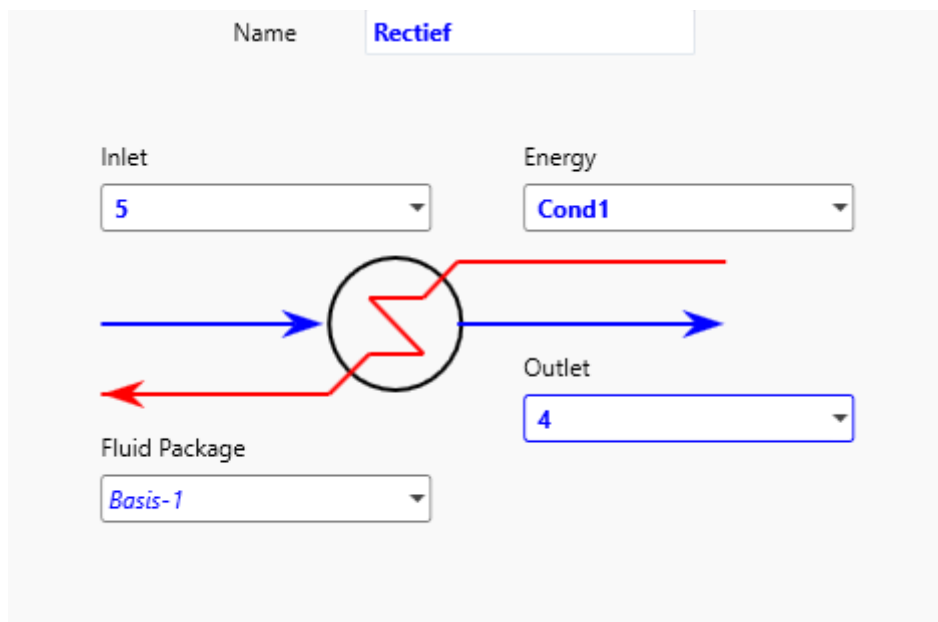 Name Rectief
Inlet
5
Energy
Cond1
Outlet
4
Fluid Package
Basis-1